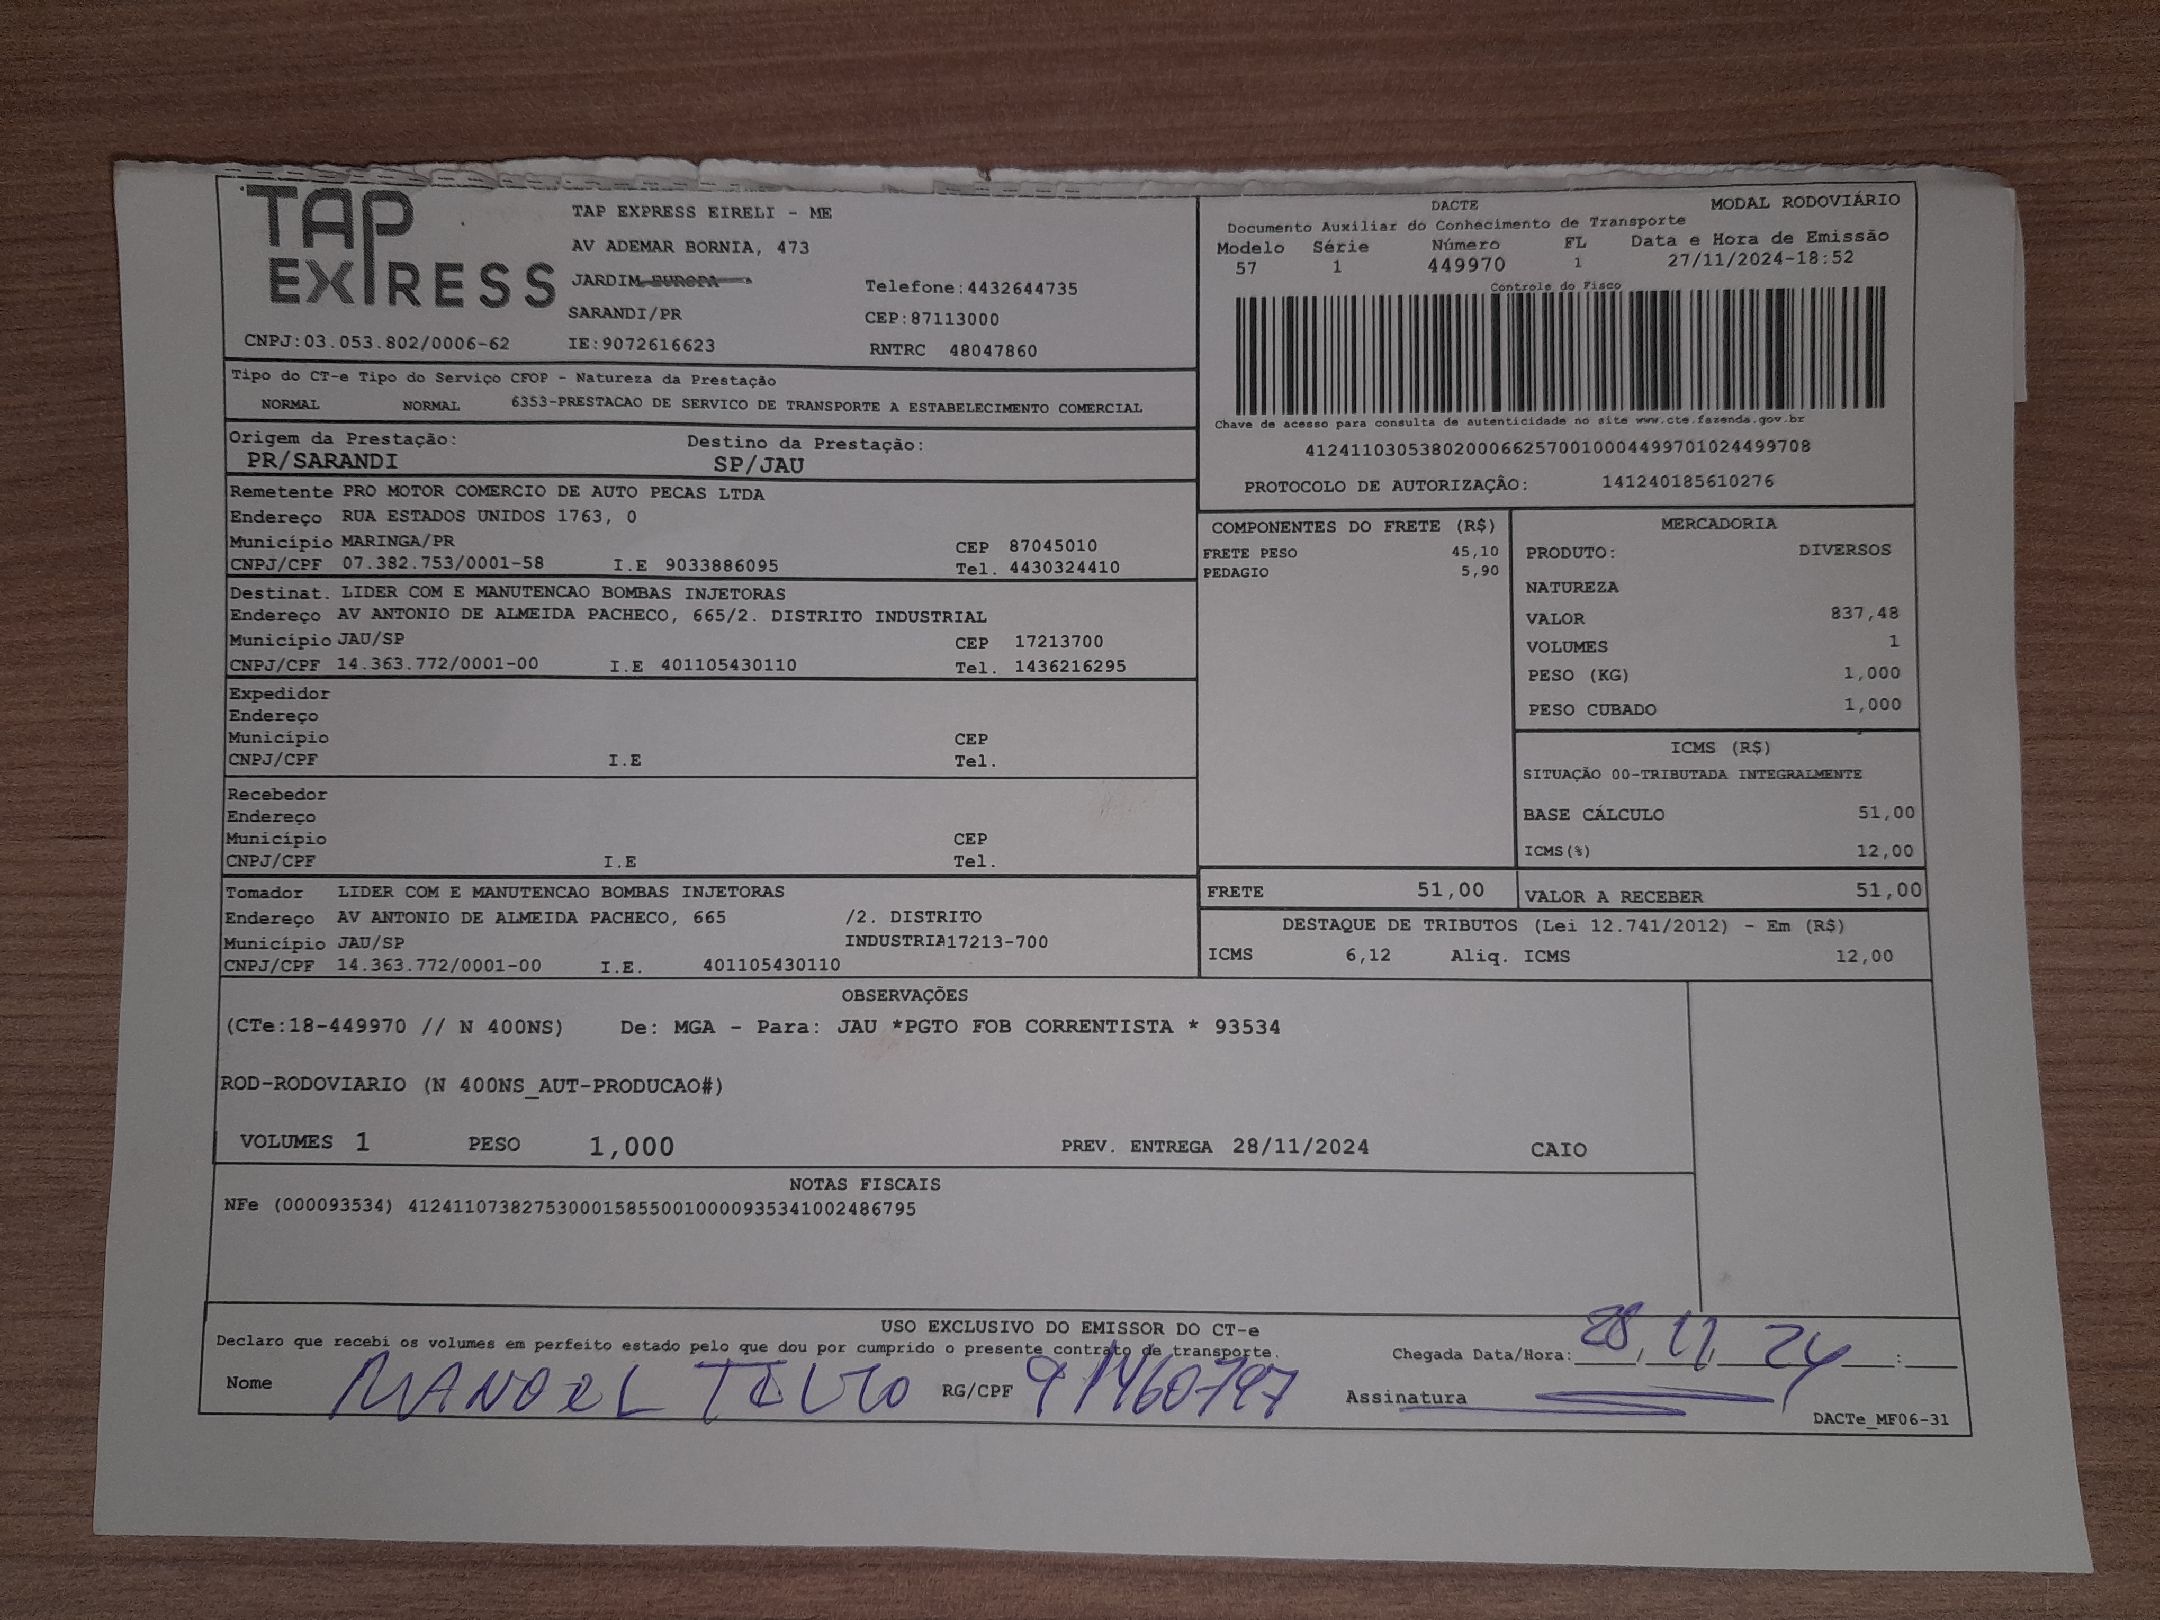 TAP
EXPRESS
TAP EXPRESS EIRELI - ME
AV ADEMAR BORNIA, 473
JARDIM EUROPA
Telefone:4432644735
SARANDI/PR
CEP:87113000
CNPJ:03.053.802/0006-62 IE:9072616623
RNTRC 48047860
DACTE
MODAL RODOVIÁRIO
Documento Auxiliar do Conhecimento de Transporte
Modelo Série Número FL Data e Hora de Emissão
57 1 449970 1 27/11/2024-18:52
Controle do Fisco
Chave de acesso para consulta de autenticidade no site www.cte.fazenda.gov.br
41241103053802000662570010004499701024499708
PROTOCOLO DE AUTORIZAÇÃO: 141240185610276
Tipo do CT-e Tipo do Serviço CFOP - Natureza da Prestação
NORMAL NORMAL 6353-PRESTACAO DE SERVICO DE TRANSPORTE A ESTABELECIMENTO COMERCIAL
Origem da Prestação: Destino da Prestação:
PR/SARANDI SP/JAU
Remetente PRO MOTOR COMERCIO DE AUTO PECAS LTDA
Endereço RUA ESTADOS UNIDOS 1763, 0
Município MARINGA/PR CEP 87045010
CNPJ/CPF 07.382.753/0001-58 I.E 9033886095 Tel. 4430324410
Destinat. LIDER COM E MANUTENCAO BOMBAS INJETORAS
Endereço AV ANTONIO DE ALMEIDA PACHECO, 665/2. DISTRITO INDUSTRIAL
Município JAU/SP CEP 17213700
CNPJ/CPF 14.363.772/0001-00 I.E 401105430110 Tel. 1436216295
Expedidor
Endereço
Município CEP
CNPJ/CPF I.E Tel.
Recebedor
Endereço
Município CEP
CNPJ/CPF I.E Tel.
Tomador LIDER COM E MANUTENCAO BOMBAS INJETORAS
Endereço AV ANTONIO DE ALMEIDA PACHECO, 665 /2. DISTRITO
Município JAU/SP INDUSTRIA17213-700
CNPJ/CPF 14.363.772/0001-00 I.E. 401105430110
COMPONENTES DO FRETE (R$)
FRETE PESO 45,10
PEDAGIO 5,90
MERCADORIA
PRODUTO: DIVERSOS
NATUREZA
VALOR 837,48
VOLUMES 1
PESO (KG) 1,000
PESO CUBADO 1,000
ICMS (R$)
SITUAÇÃO 00-TRIBUTADA INTEGRALMENTE
BASE CÁLCULO 51,00
ICMS(%) 12,00
FRETE 51,00 VALOR A RECEBER 51,00
DESTAQUE DE TRIBUTOS (Lei 12.741/2012) - Em (R$)
ICMS 6,12 Aliq. ICMS 12,00
OBSERVAÇÕES
(CTe:18-449970 // N 400NS) De: MGA - Para: JAU *PGTO FOB CORRENTISTA * 93534
ROD-RODOVIARIO (N 400NS_AUT-PRODUCAO#)
VOLUMES 1 PESO 1,000 PREV. ENTREGA 28/11/2024 CAIO
NOTAS FISCAIS
NFe (000093534) 41241107382753000158550010000935341002486795
USO EXCLUSIVO DO EMISSOR DO CT-e
Declaro que recebi os volumes em perfeito estado pelo que dou por cumprido o presente contrato de transporte.
Chegada Data/Hora: 28, 11, 24 :
Nome MANOEL RG/CPF 91460797 Assinatura
DACTe_MF06-31